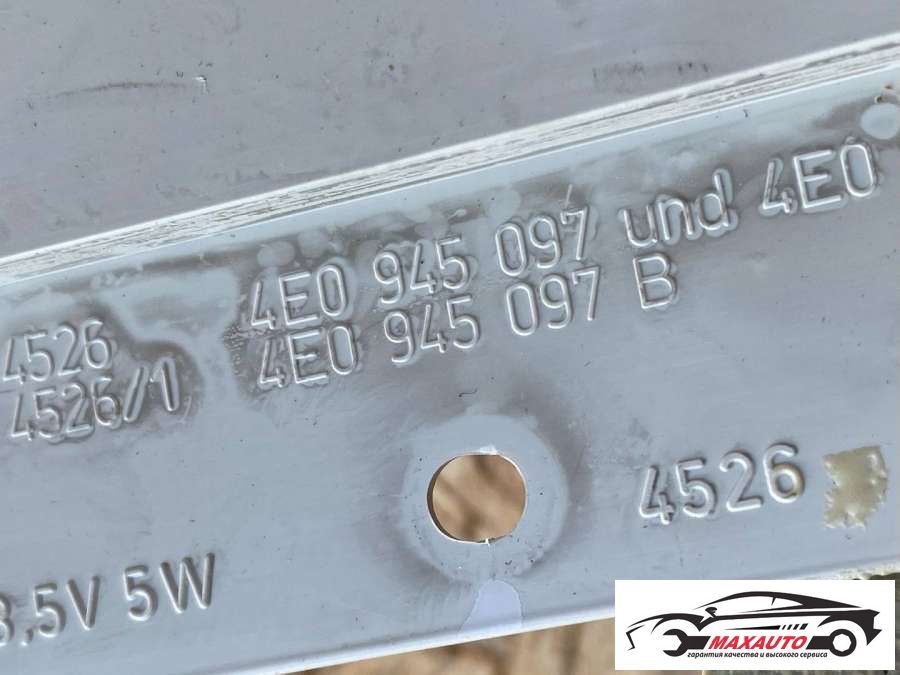 4E0 945 097 und 4E0
4526 4E0 945 097 B
4526/1
4526
3,5V 5W
MAXAUTO
гарантия качества и высокого сервиса